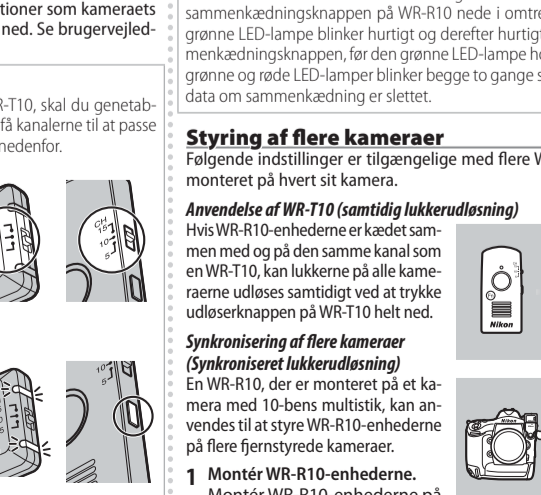 tioner som kameraets
ned. Se brugervejled-
R-T10, skal du genetab-
få kanalerne til at passe
nedenfor.
CH
15
10
5
10
5
sammenkædningsknappen på WR-R10 nede i
grønne LED-lampe blinker hurtigt og derefter
menkædningsknappen, før den grønne LED-lampe
grønne og røde LED-lamper blinker begge to gange
data om sammenkædning er slettet.
Styring af flere kameraer
Følgende indstillinger er tilgængelige med flere
monteret på hvert sit kamera.
Anvendelse af WR-T10 (samtidig lukkerudløsning)
Hvis WR-R10-enhederne er kædet sam-
men med og på den samme kanal som
en WR-T10, kan lukkerne på alle kame-
raerne udløses samtidigt ved at trykke
udløserknappen på WR-T10 helt ned.
Nikon
Synkronisering af flere kameraer
(Synkroniseret lukkerudløsning)
En WR-R10, der er monteret på et ka-
mera med 10-bens multistik, kan an-
vendes til at styre WR-R10-enhederne
på flere fjernstyrede kameraer.
Nikon
1 Montér WR-R10-enhederne.
Montér WR-R10-enhederne på